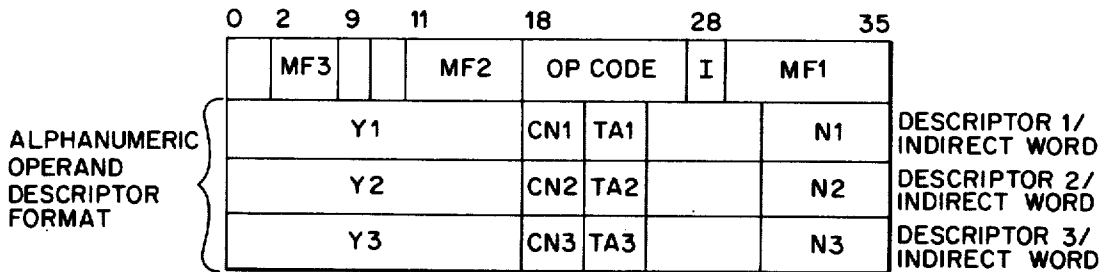 0 2 9 11 18 28 35
MF3 MF2 OP CODE I MF1
ALPHANUMERIC
OPERAND
DESCRIPTOR
FORMAT
Y1 CN1 TA1 N1
DESCRIPTOR 1/
INDIRECT WORD
Y2 CN2 TA2 N2
DESCRIPTOR 2/
INDIRECT WORD
Y3 CN3 TA3 N3
DESCRIPTOR 3/
INDIRECT WORD